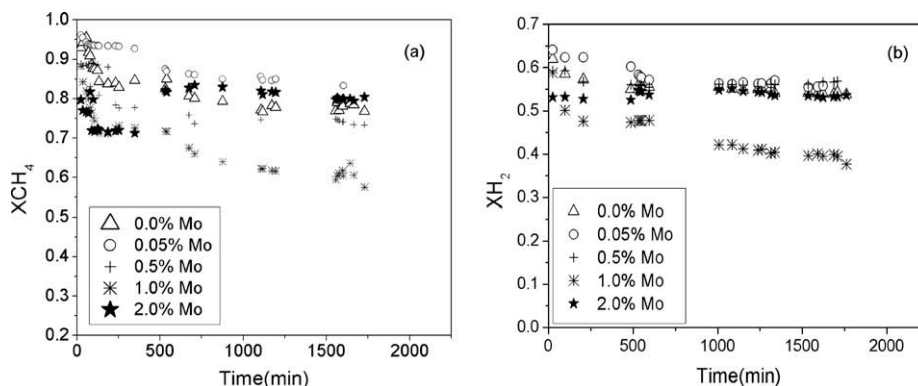 (a)
XCH4
1.0
0.9
0.8
0.7
0.6
0.5
0.4
0.3
0.2
0.0% Mo
0.05% Mo
0.5% Mo
1.0% Mo
2.0% Mo
0 500 1000 1500 2000
Time(min)
(b)
XH2
0.7
0.6
0.5
0.4
0.3
0.2
0.1
0.0
0.0% Mo
0.05% Mo
0.5% Mo
1.0% Mo
2.0% Mo
0 500 1000 1500 2000
Time(min)